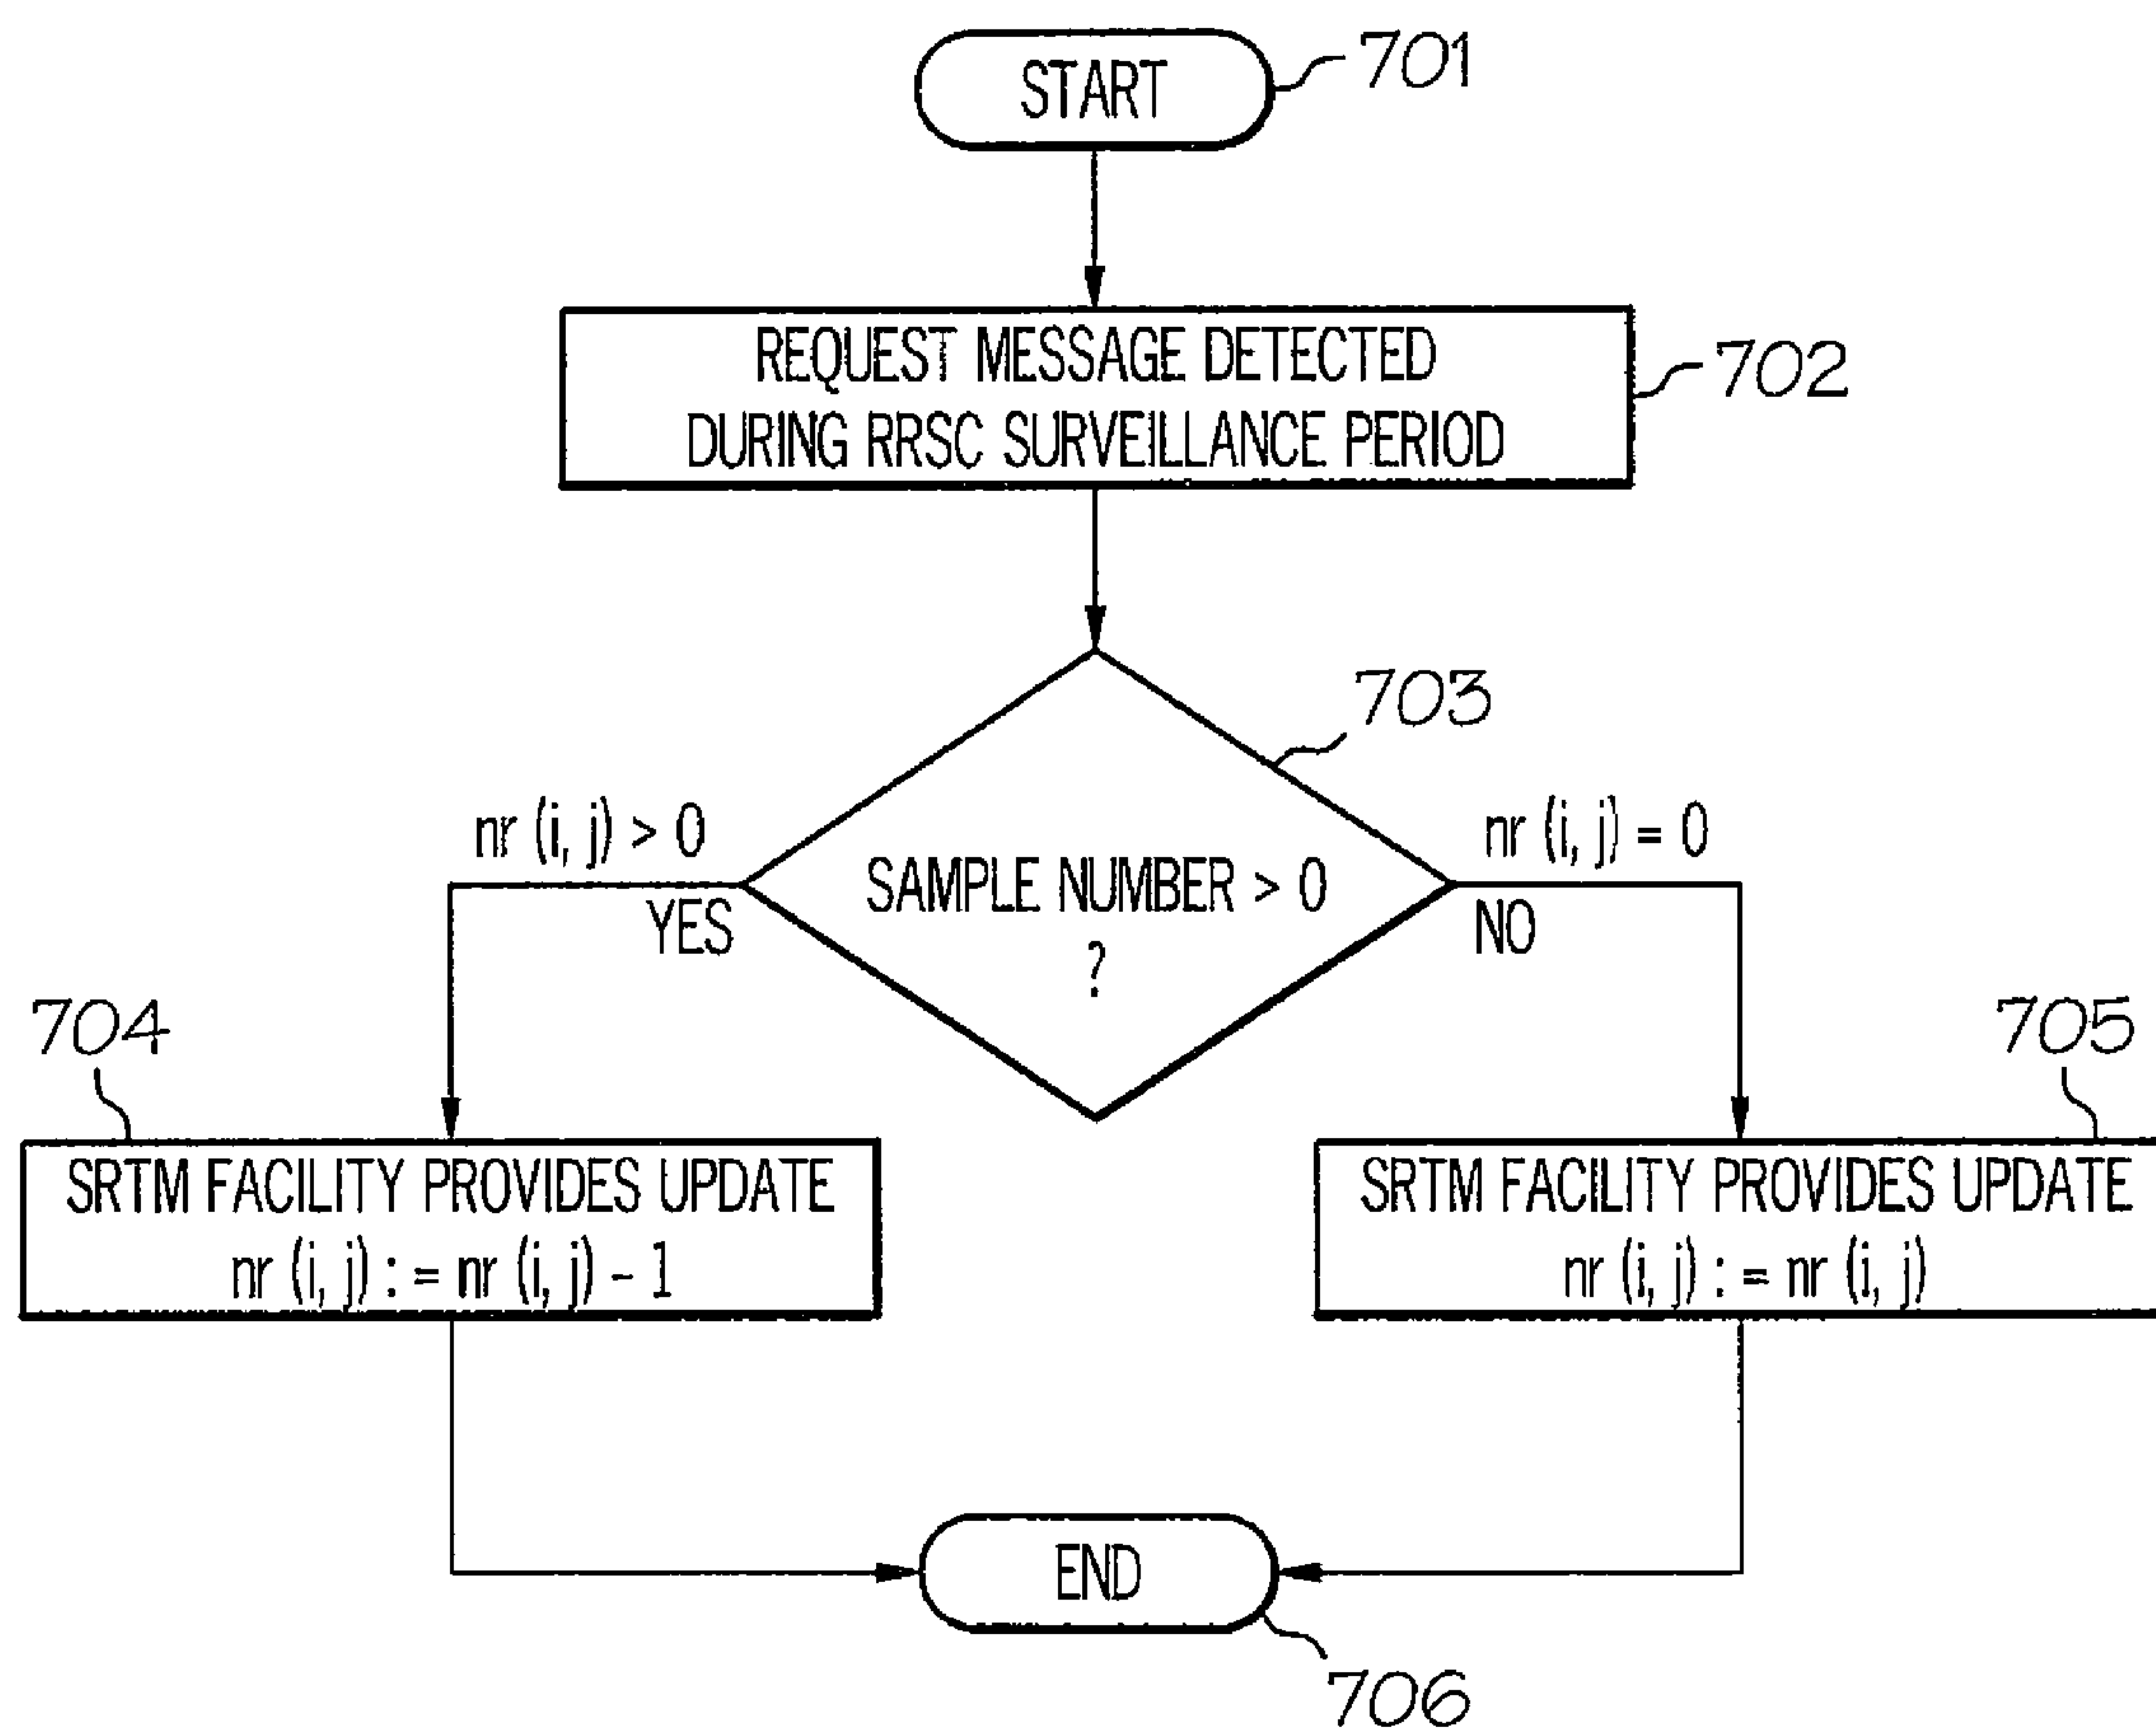 START
701
REQUEST MESSAGE DETECTED
DURING RRSC SURVEILLANCE PERIOD
702
703
nr (i, j) > 0
nr (i, j) = 0
SAMPLE NUMBER > 0
?
YES
NO
704
705
SRTM FACILITY PROVIDES UPDATE
nr (i, j) : = nr (i, j) - 1
SRTM FACILITY PROVIDES UPDATE
nr (i, j) : = nr (i, j)
END
706